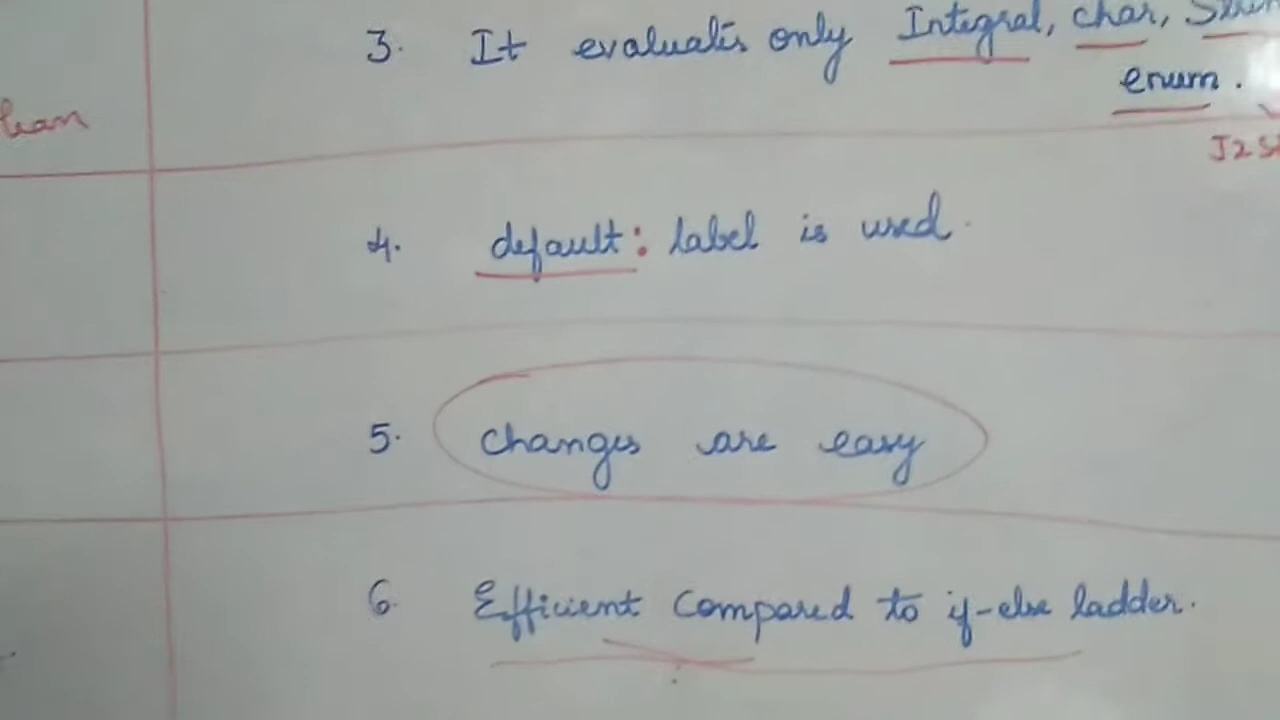 3. It evaluates only Integral, char,
enum.
4. default: label is used.
5. changes are easy
6. Efficient Compared to if-else ladder.